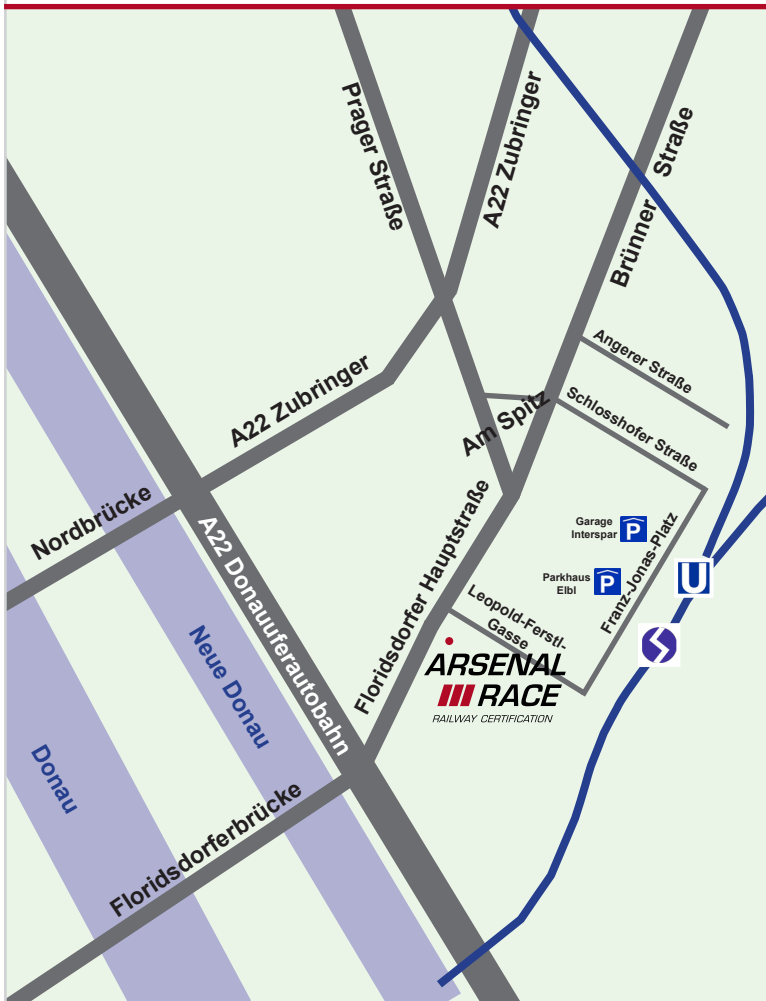 Prager Straße
A22 Zubringer
Brünner Straße
Angerer Straße
A22 Zubringer
Schlosshofer Straße
Am Spitz
Nordbrücke
Garage
Interspar
P
Franz-Jonas-Platz
Parkhaus
Elbl
P
U
Floridsdorfer Hauptstraße
Leopold-Ferstl-
Gasse
A22 Donauuferautobahn
ARSENAL
RACE
RAILWAY CERTIFICATION
Neue Donau
Donau
Floridsdorferbrücke